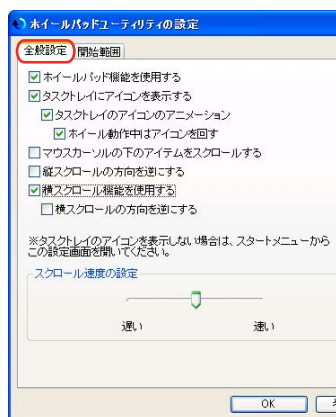 ホイールパッドユーティリティの設定
全般設定 開始範囲
ホイールパッド機能を使用する
タスクトレイにアイコンを表示する
タスクトレイのアイコンのアニメーション
ホイール動作中はアイコンを回す
マウスカーソルの下のアイテムをスクロールする
縦スクロールの方向を逆にする
横スクロール機能を使用する
横スクロールの方向を逆にする
※タスクトレイのアイコンを表示しない場合は、スタートメニューから
この設定画面を開いてください。
スクロール速度の設定
遅い 速い
OK